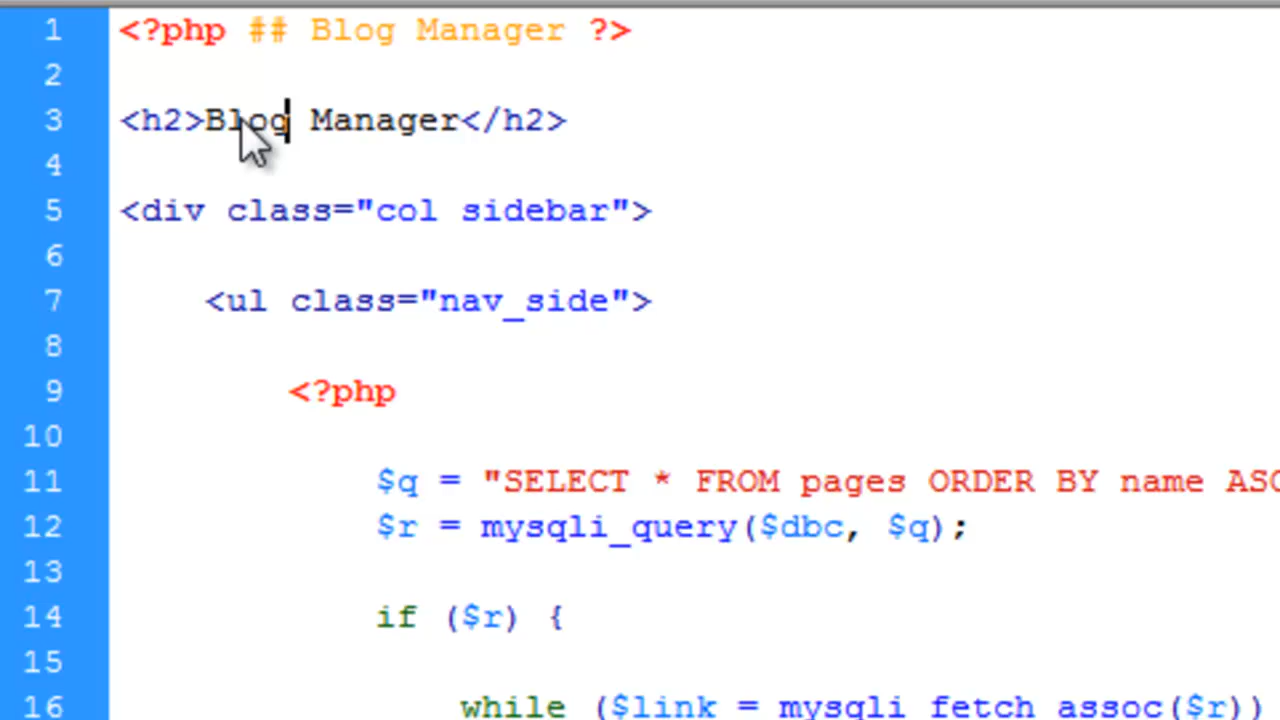 1 <?php ## Blog Manager ?>
2
3 <h2>Blog Manager</h2>
4
5 <div class="col sidebar">
6
7 <ul class="nav_side">
8
9 <?php
10
11 $q = "SELECT * FROM pages ORDER BY name ASC
12 $r = mysqli_query($dbc, $q);
13
14 if ($r) {
15
16 while ($link = mysqli_fetch_assoc($r))